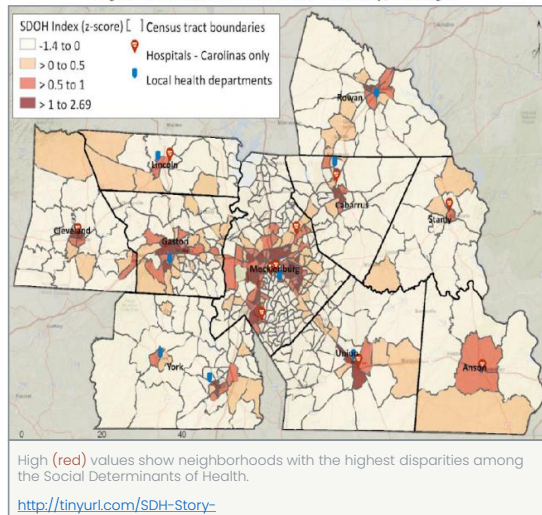 SDOH Index (z-score)
-1.4 to 0
> 0 to 0.5
> 0.5 to 1
> 1 to 2.69
[ ] Census tract boundaries
Hospitals - Carolinas only
Local health departments
Rowan
Lincoln
Cabarrus
Stanly
Cleveland
Gaston
Mecklenburg
Union
Anson
York
0
20
40
High (red) values show neighborhoods with the highest disparities among
the Social Determinants of Health.
http://tinyurl.com/SDH-Story-